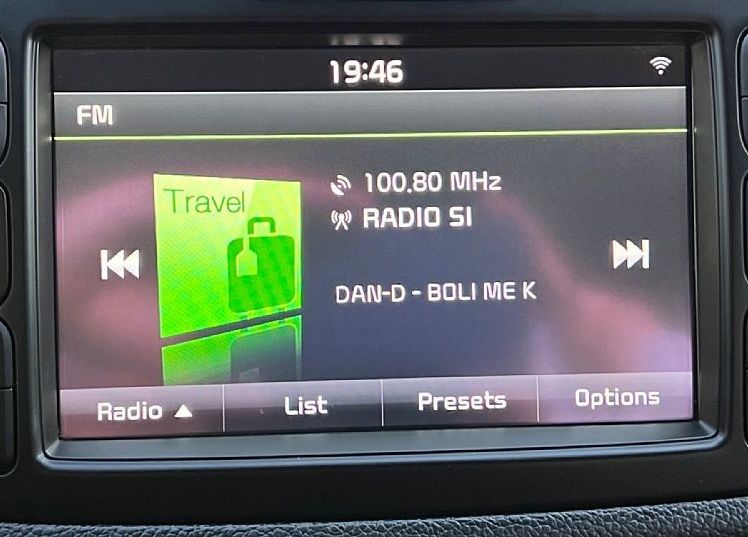 19:46
FM
Travel
100.80 MHz
RADIO SI
DAN-D - BOLI ME K
Radio ▲
List
Presets
Options